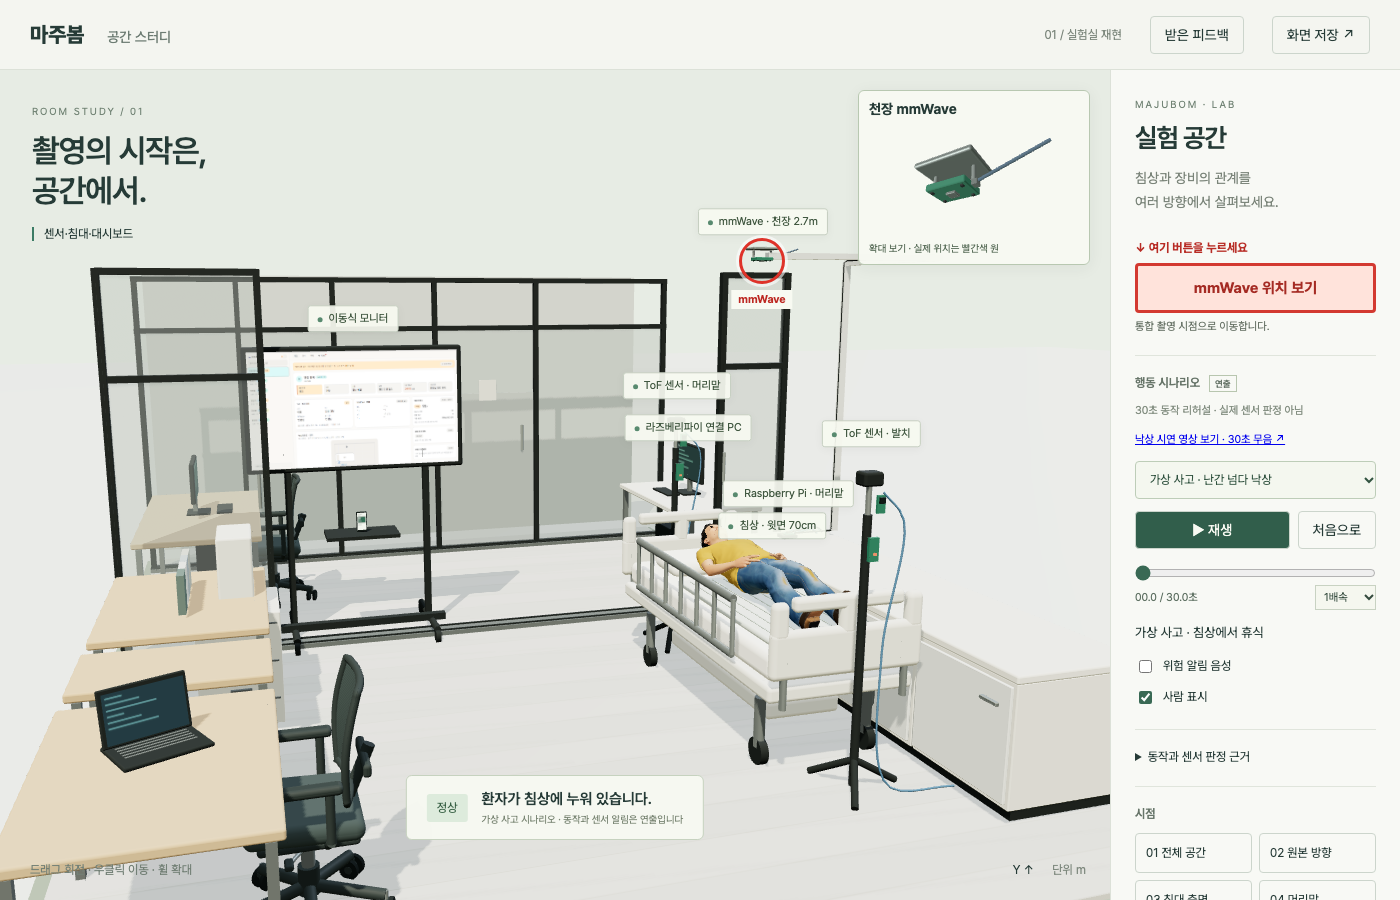 마주봄
공간 스터디
01 / 실험실 재현
받은 피드백
화면 저장 ↗
ROOM STUDY / 01
촬영의 시작은,
공간에서.
센서·침대·대시보드
천장 mmWave
확대 보기 · 실제 위치는 빨간색 원
mmWave · 천장 2.7m
mmWave
이동식 모니터
ToF 센서 · 머리맡
라즈베리파이 연결 PC
ToF 센서 · 발치
Raspberry Pi · 머리맡
침상 · 윗면 70cm
정상
환자가 침상에 누워 있습니다.
가상 사고 시나리오 · 동작과 센서 알림은 연출입니다
드래그 회전 · 우클릭 이동 · 휠 확대
Y ↑
단위 m
MAJUBOM · LAB
실험 공간
침상과 장비의 관계를
여러 방향에서 살펴보세요.
↓ 여기 버튼을 누르세요
mmWave 위치 보기
통합 촬영 시점으로 이동합니다.
행동 시나리오
연출
30초 동작 리허설 · 실제 센서 판정 아님
낙상 시연 영상 보기 · 30초 무음 ↗
가상 사고 · 난간 넘다 낙상
▶ 재생
처음으로
00.0 / 30.0초
1배속
가상 사고 · 침상에서 휴식
위험 알림 음성
사람 표시
▶ 동작과 센서 판정 근거
시점
01 전체 공간
02 원본 방향
03 침대 측면
04 머리맡